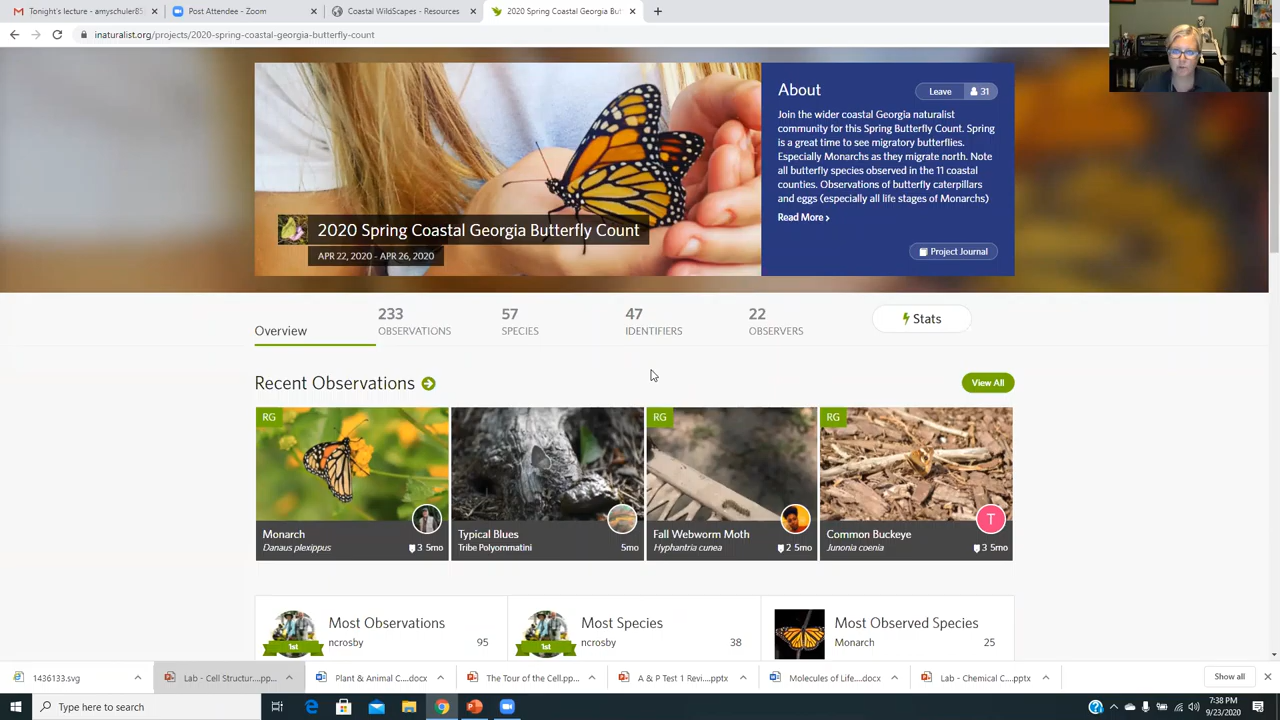 Tonight's lecture - amyschuler85
Post Attendee - Zoom
Coastal WildScapes - Resources
2020 Spring Coastal Georgia But
inaturalist.org/projects/2020-spring-coastal-georgia-butterfly-count
About
Leave 31
Join the wider coastal Georgia naturalist
community for this Spring Butterfly Count. Spring
is a great time to see migratory butterflies.
Especially Monarchs as they migrate north. Note
all butterfly species observed in the 11 coastal
counties. Observations of butterfly caterpillars
and eggs (especially all life stages of Monarchs)
Read More >
Project Journal
2020 Spring Coastal Georgia Butterfly Count
APR 22, 2020 - APR 26, 2020
Overview
233
OBSERVATIONS
57
SPECIES
47
IDENTIFIERS
22
OBSERVERS
Stats
Recent Observations
View All
RG
Monarch
Danaus plexippus
3 5mo
Typical Blues
Tribe Polyommatini
5mo
RG
Fall Webworm Moth
Hyphantria cunea
2 5mo
RG
T
Common Buckeye
Junonia coenia
3 5mo
1st
Most Observations
ncrosby 95
1st
Most Species
ncrosby 38
Most Observed Species
Monarch 25
1436133.svg
Lab - Cell Structur....pp...
Plant & Animal C....docx
The Tour of the Cell.pp...
A & P Test 1 Revi....pptx
Molecules of Life....docx
Lab - Chemical C....pptx
Show all
Type here to search
7:38 PM
9/23/2020